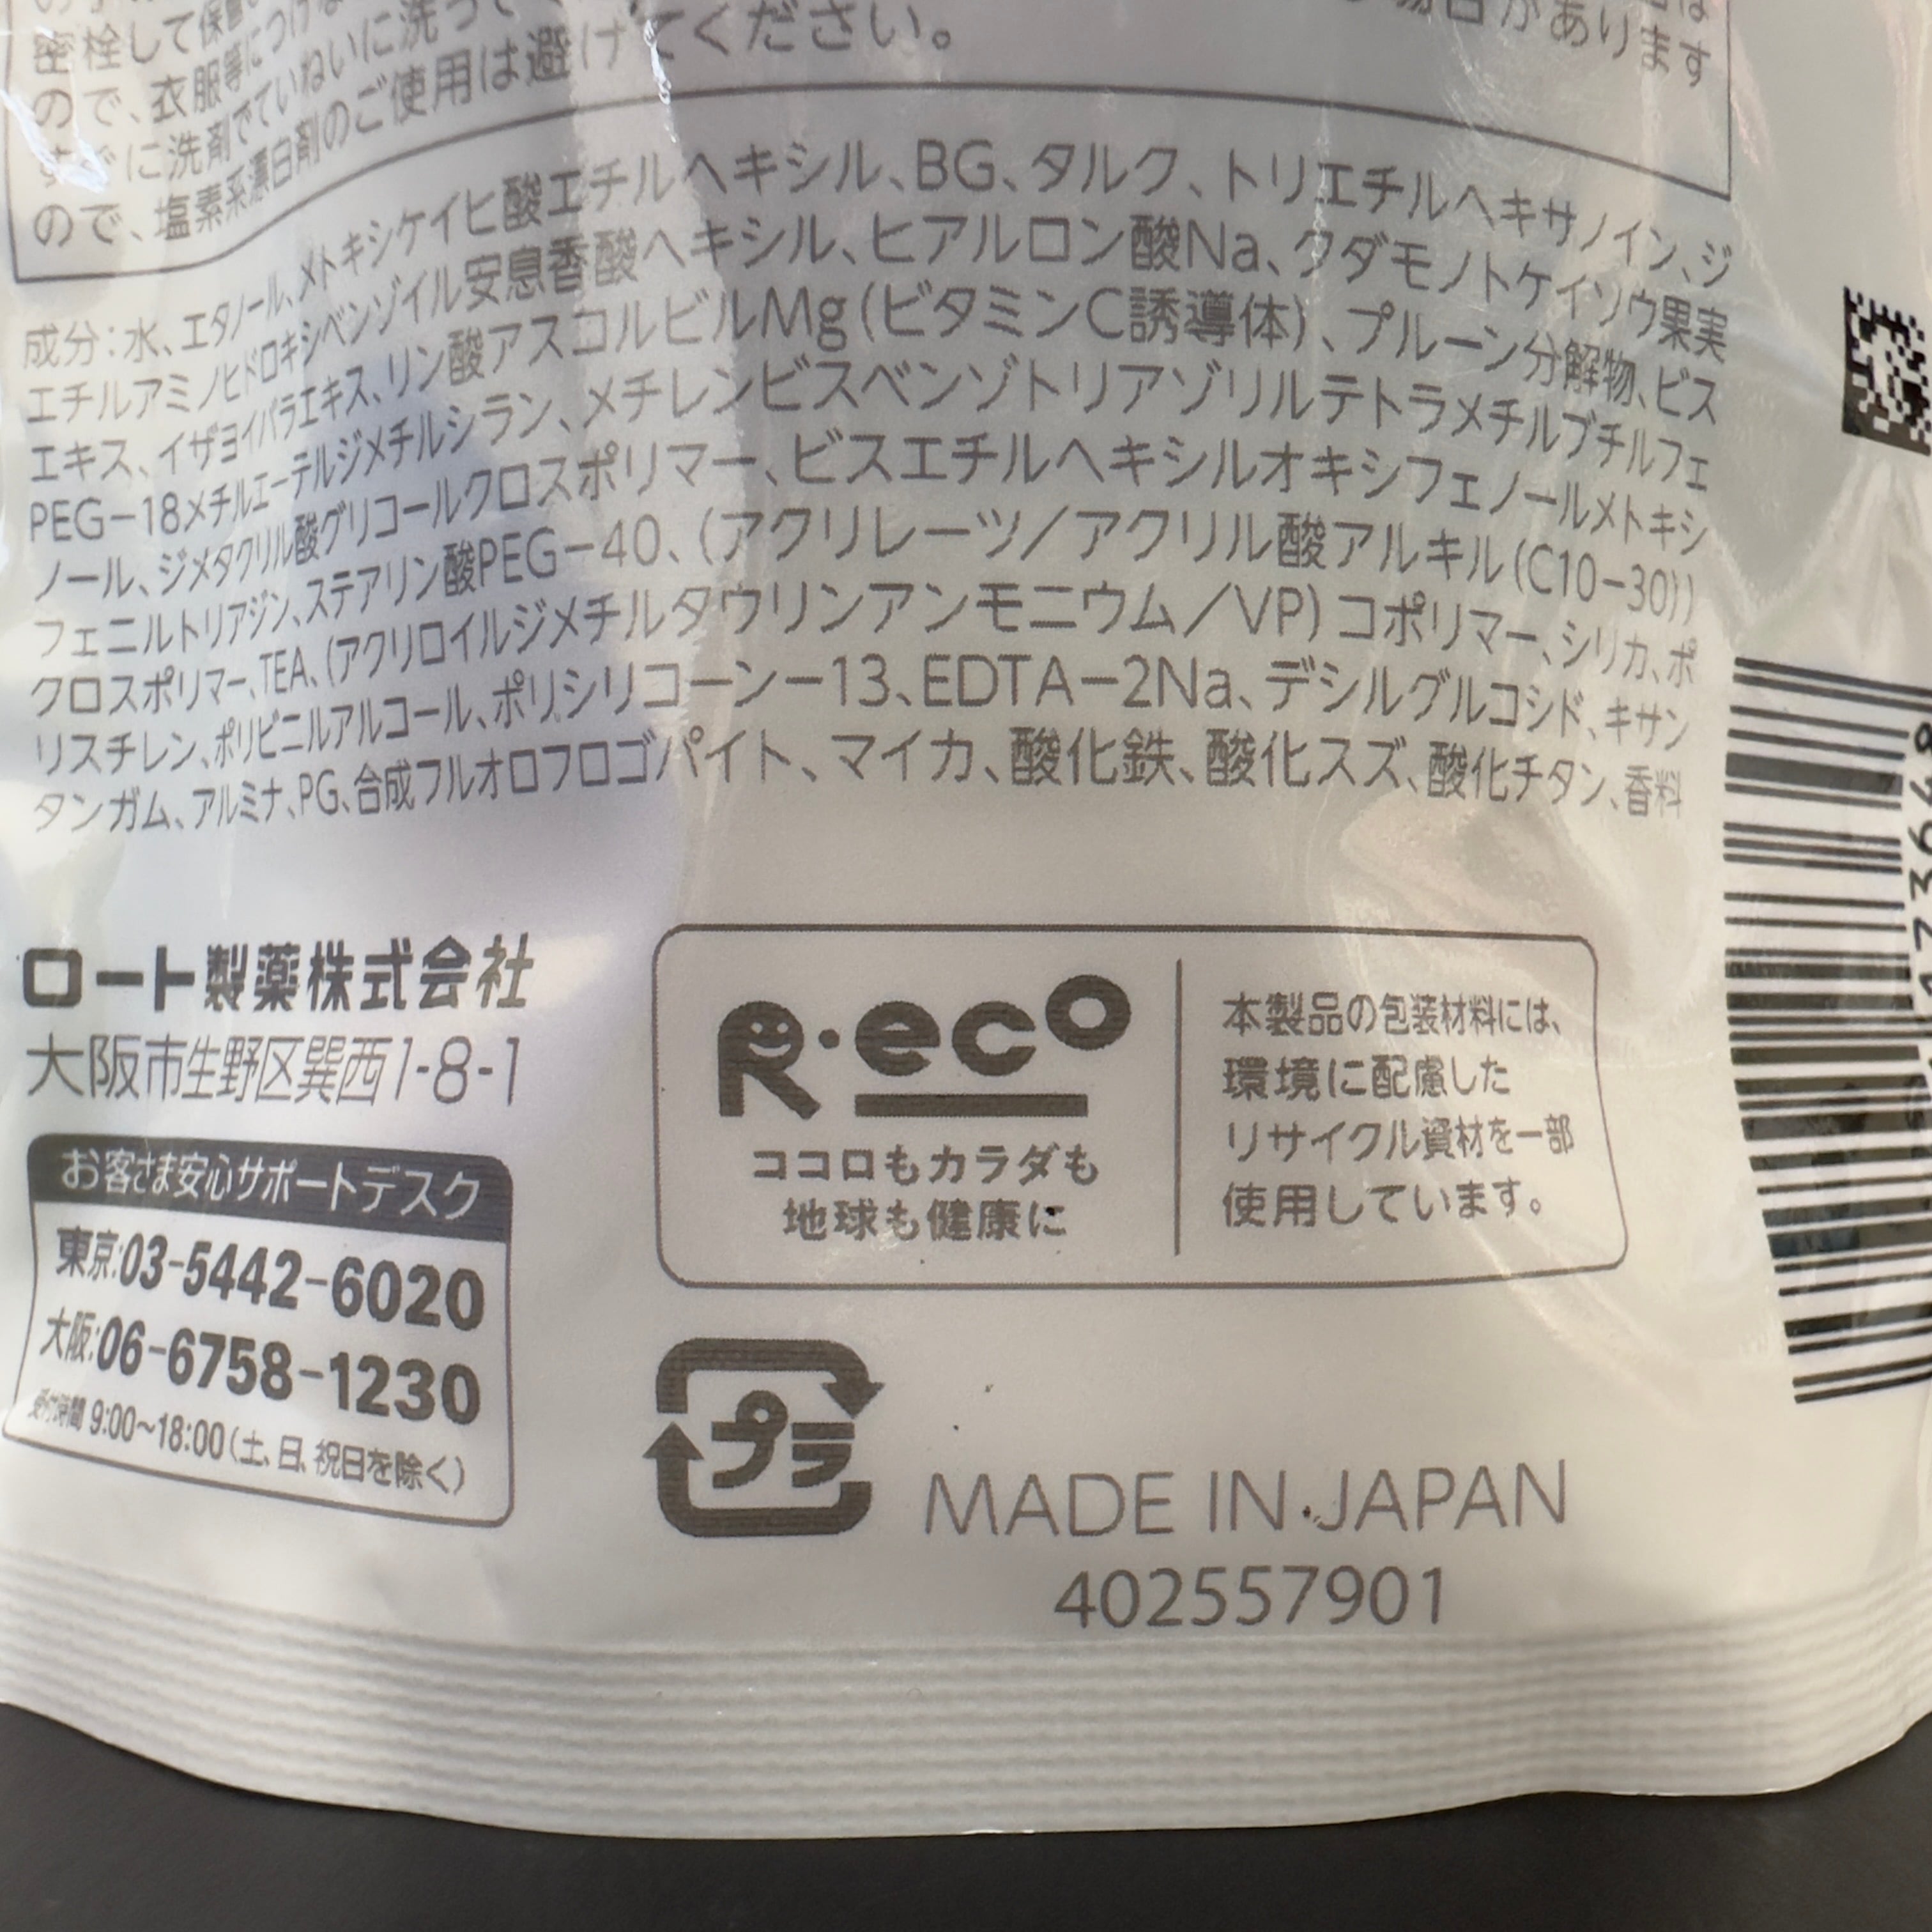 密栓して保管
ので、衣服等につけ
すぐに洗剤でていねいに洗って
ので、塩素系漂白剤のご使用は避けてください。
場合があります
成分：水、エタノール、メトキシケイヒ酸エチルヘキシル、BG、タルク、トリエチルヘキサノイン、ジ
エチルアミノヒドロキシベンゾイル安息香酸ヘキシル、ヒアルロン酸Na、クダモノトケイソウ果実
エキス、イザヨイバラエキス、リン酸アスコルビルMg（ビタミンC誘導体）、プルーン分解物、ビス
PEG－18メチルエーテルジメチルシラン、メチレンビスベンゾトリアゾリルテトラメチルブチルフェ
ノール、ジメタクリル酸グリコールクロスポリマー、ビスエチルヘキシルオキシフェノールメトキシ
フェニルトリアジン、ステアリン酸PEG－40、（アクリレーツ／アクリル酸アルキル（C10－30））
クロスポリマー、TEA、（アクリロイルジメチルタウリンアンモニウム／VP）コポリマー、シリカ、ポ
リスチレン、ポリビニルアルコール、ポリシリコーン－13、EDTA－2Na、デシルグルコシド、キサン
タンガム、アルミナ、PG、合成フルオロフロゴパイト、マイカ、酸化鉄、酸化スズ、酸化チタン、香料
ロート製薬株式会社
大阪市生野区巽西1-8-1
お客さま安心サポートデスク
東京:03-5442-6020
大阪:06-6758-1230
受付時間 9:00~18:00（土、日、祝日を除く）
R・eco
ココロもカラダも
地球も健康に
本製品の包装材料には、
環境に配慮した
リサイクル資材を一部
使用しています。
プラ
MADE IN JAPAN
402557901